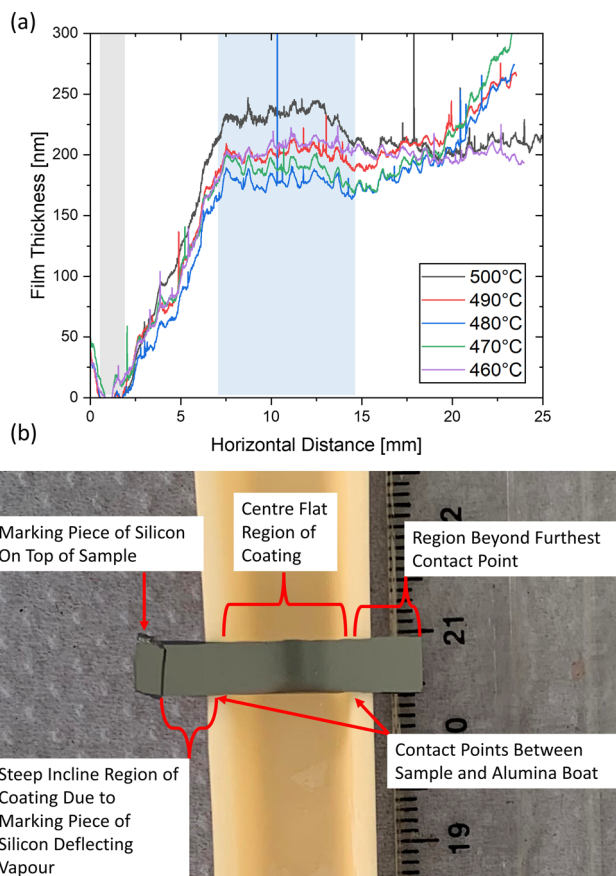 (a)
300
250
200
150
100
50
0
Film Thickness [nm]
500°C
490°C
480°C
470°C
460°C
0 5 10 15 20 25
Horizontal Distance [mm]
(b)
Marking Piece of Silicon
On Top of Sample
Centre Flat
Region of
Coating
Region Beyond Furthest
Contact Point
2
21
0
19
Contact Points Between
Sample and Alumina Boat
Steep Incline Region of
Coating Due to
Marking Piece of
Silicon Deflecting
Vapour